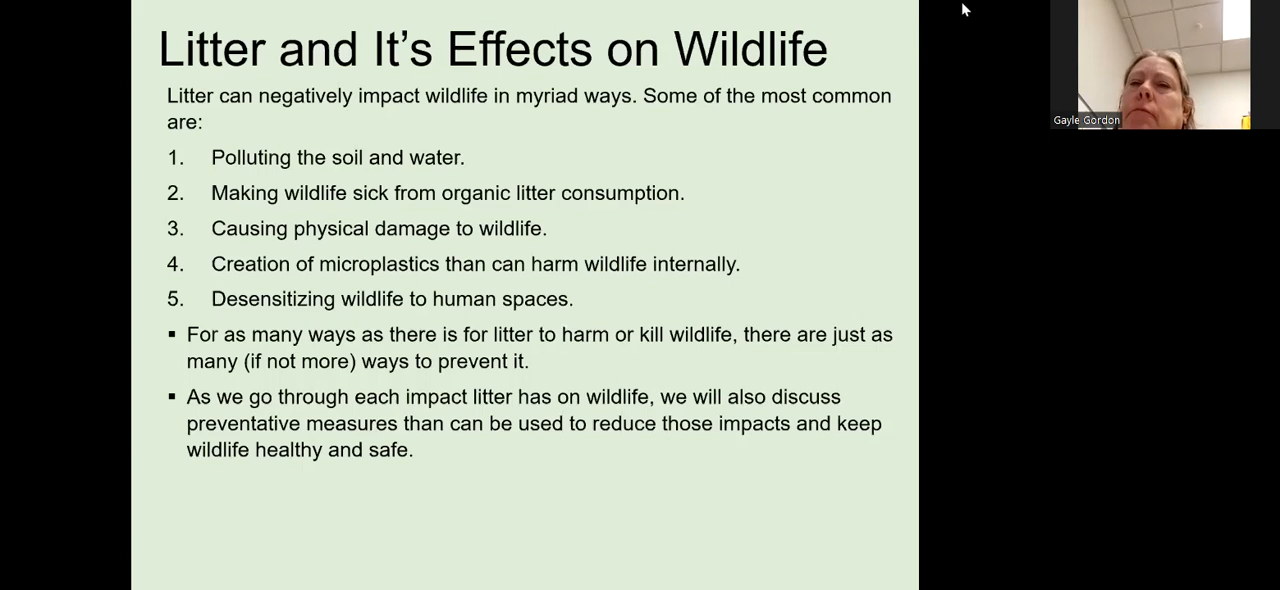 Litter and It’s Effects on Wildlife
Litter can negatively impact wildlife in myriad ways. Some of the most common
are:
1. Polluting the soil and water.
2. Making wildlife sick from organic litter consumption.
3. Causing physical damage to wildlife.
4. Creation of microplastics than can harm wildlife internally.
5. Desensitizing wildlife to human spaces.
▪ For as many ways as there is for litter to harm or kill wildlife, there are just as
many (if not more) ways to prevent it.
▪ As we go through each impact litter has on wildlife, we will also discuss
preventative measures than can be used to reduce those impacts and keep
wildlife healthy and safe.
Gayle Gordon